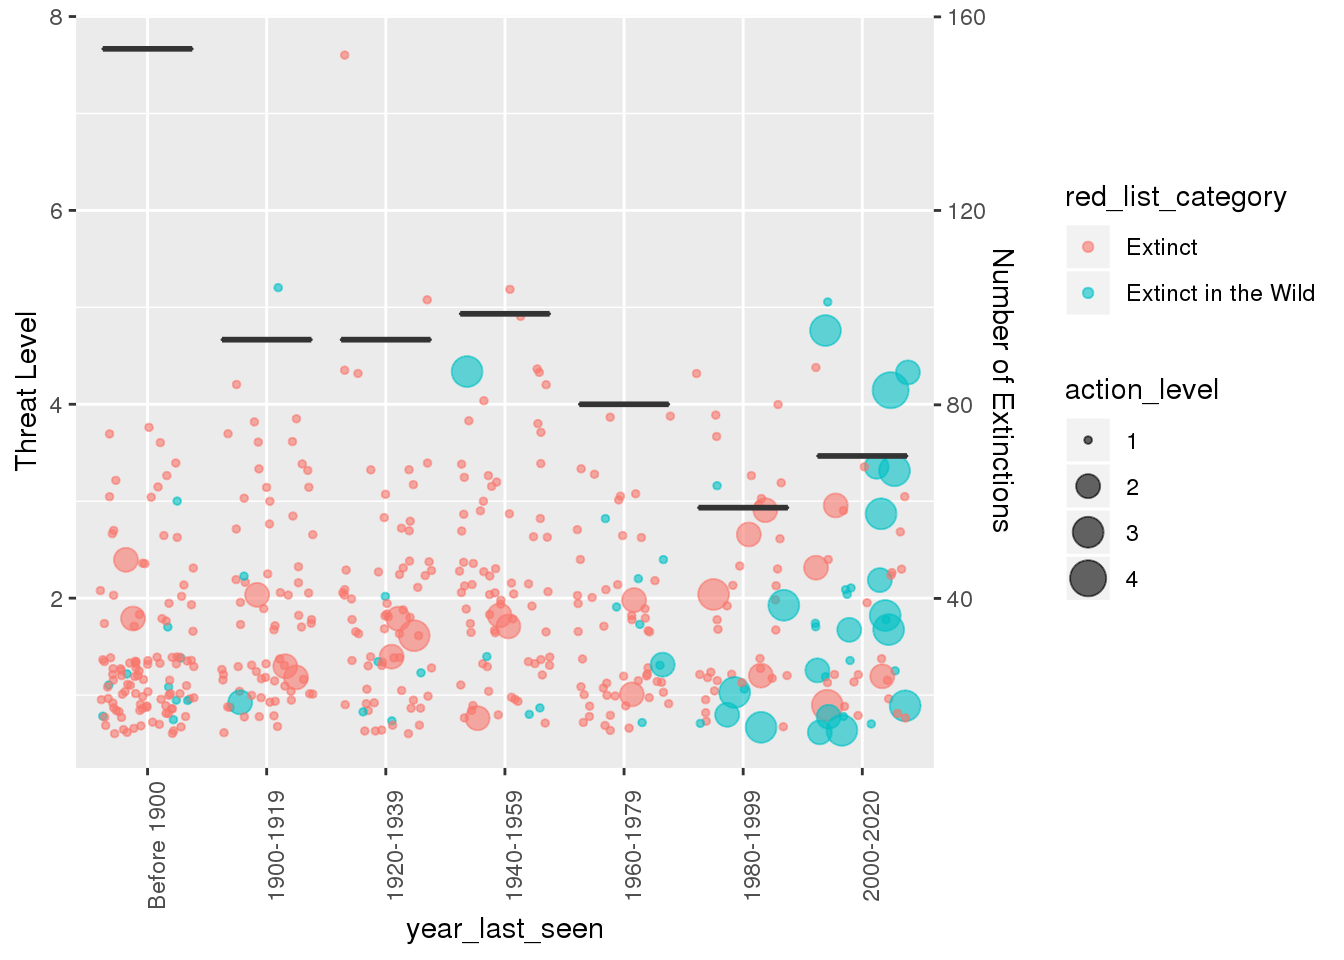 8
6
4
2
Threat Level
160
120
80
40
Number of Extinctions
Before 1900
1900-1919
1920-1939
1940-1959
1960-1979
1980-1999
2000-2020
year_last_seen
red_list_category
Extinct
Extinct in the Wild
action_level
1
2
3
4